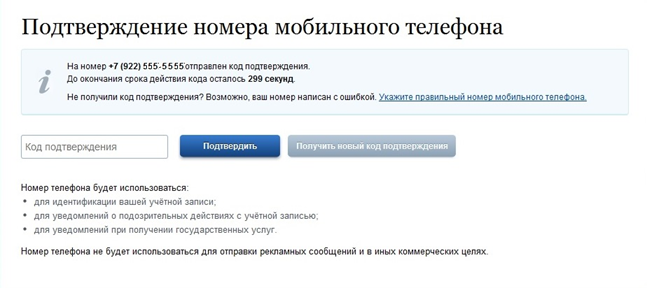 Подтверждение номера мобильного телефона
На номер +7 (922) 555-5555отправлен код подтверждения.
До окончания срока действия кода осталось 299 секунд.
Не получили код подтверждения? Возможно, ваш номер написан с ошибкой. Укажите правильный номер мобильного телефона.
Код подтверждения Подтвердить Получить новый код подтверждения
Номер телефона будет использоваться:
• для идентификации вашей учётной записи;
• для уведомлений о подозрительных действиях с учётной записью;
• для уведомлений при получении государственных услуг.
Номер телефона не будет использоваться для отправки рекламных сообщений и в иных коммерческих целях.